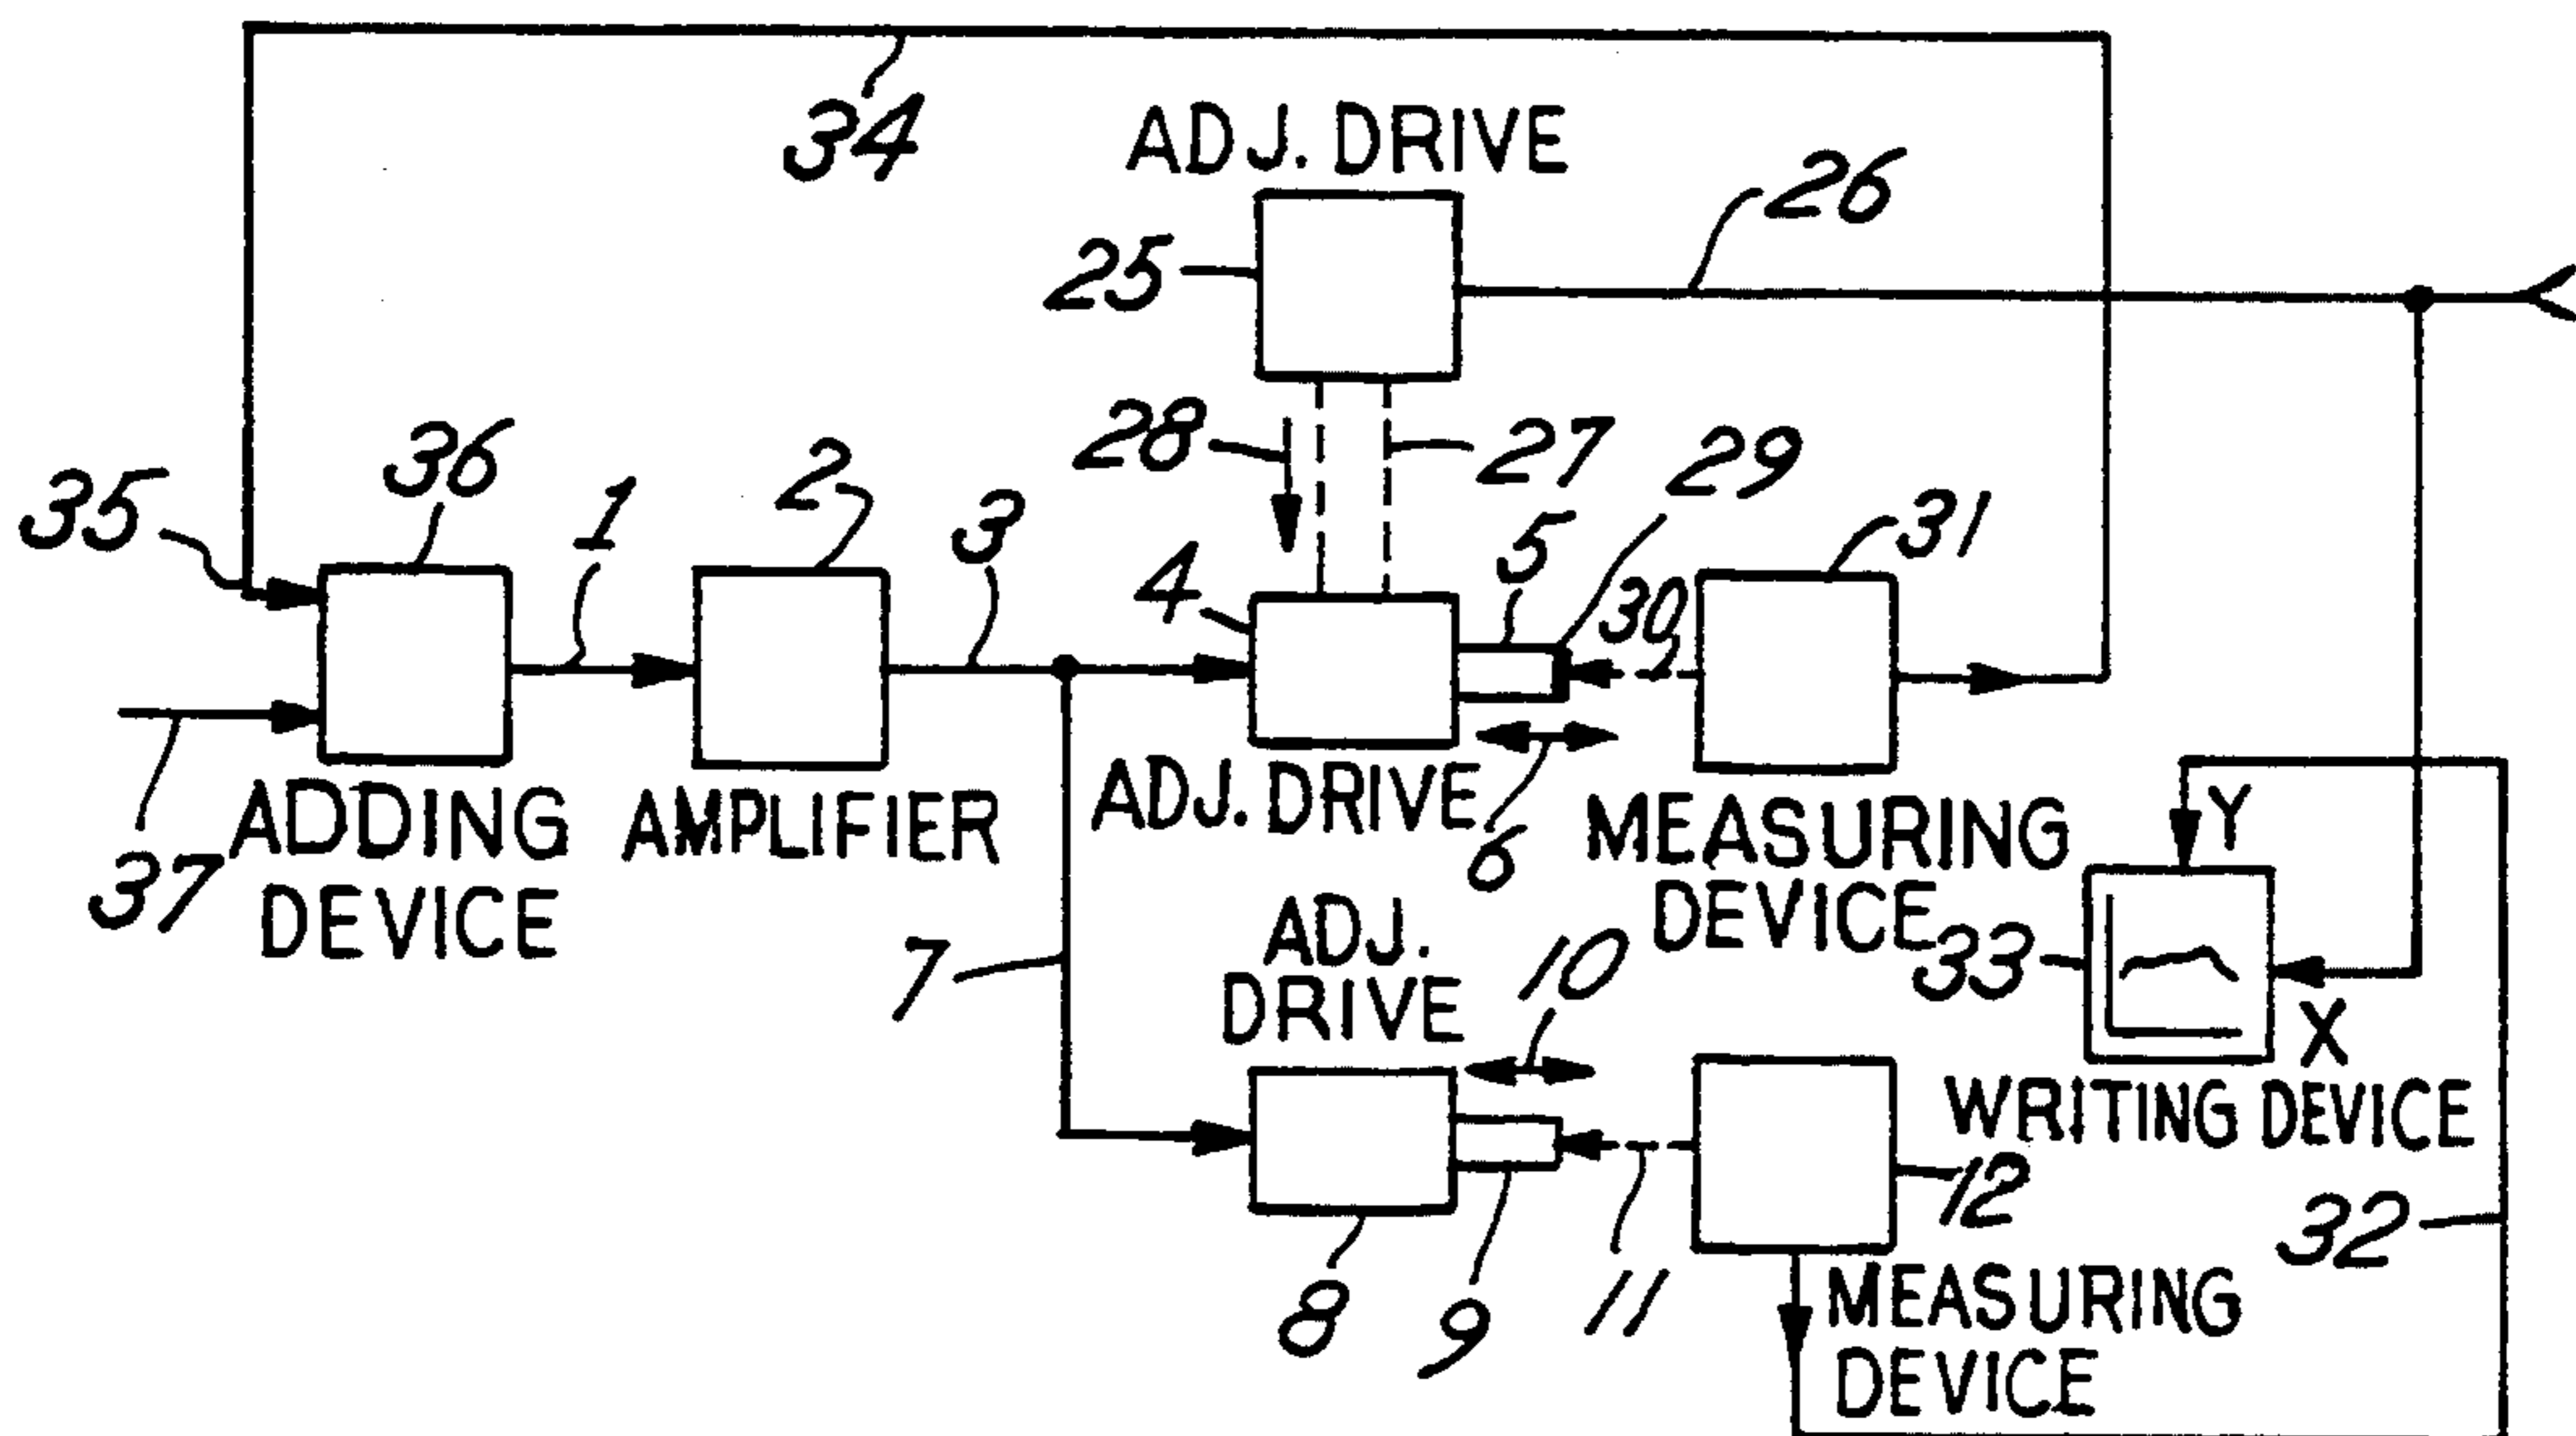 34
ADJ. DRIVE
26
25
28
27
29
36
35
1
2
3
4
5
30
31
37
ADDING
DEVICE
AMPLIFIER
ADJ. DRIVE
6
MEASURING
DEVICE
Y
33
X
WRITING DEVICE
7
ADJ.
DRIVE
10
8
9
11
12
MEASURING
DEVICE
32